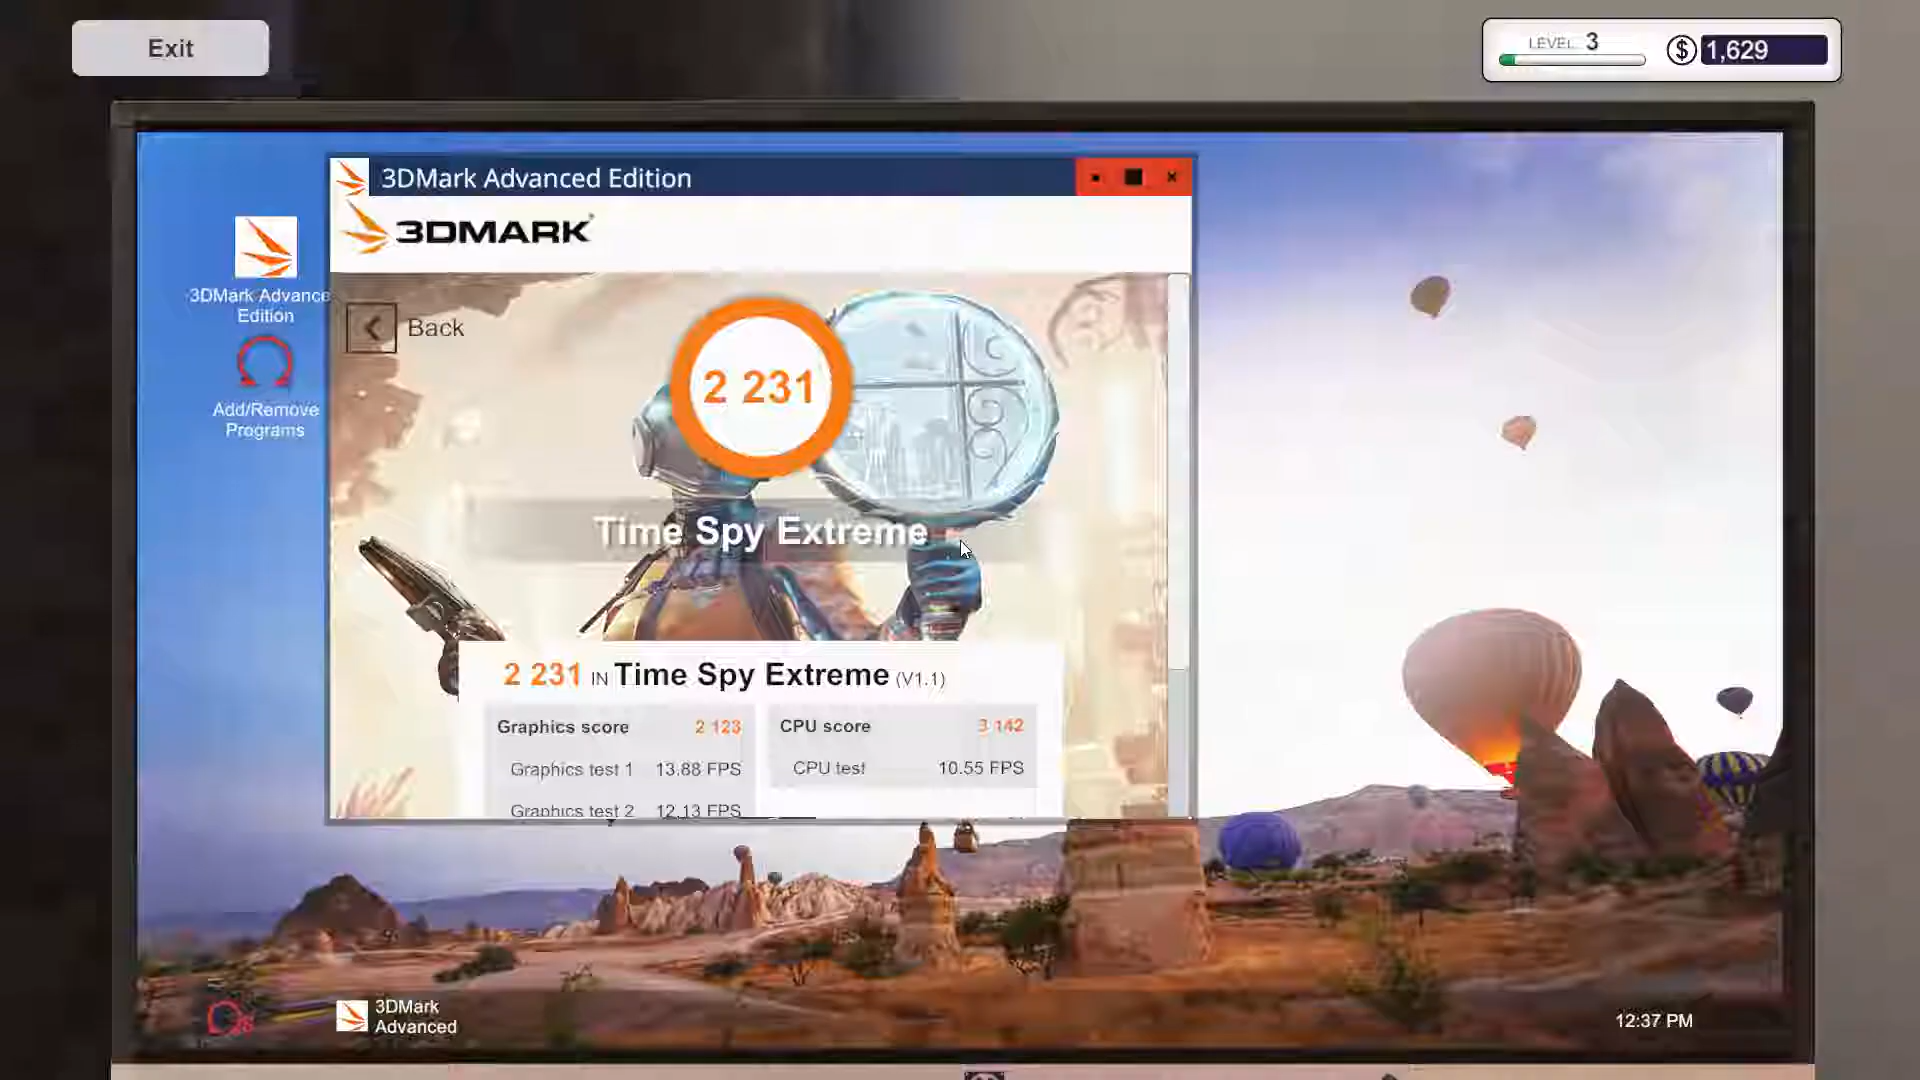 Exit
LEVEL: 3
$ 1,629
3DMark Advanced Edition
3DMARK
3DMark Advance
Edition
Back
2 231
Add/Remove
Programs
Time Spy Extreme
2 231 IN Time Spy Extreme (V1.1)
Graphics score 2 123
CPU score 3 142
Graphics test 1 13.88 FPS
CPU test 10.55 FPS
Graphics test 2 12.13 FPS
3DMark
Advanced
12:37 PM